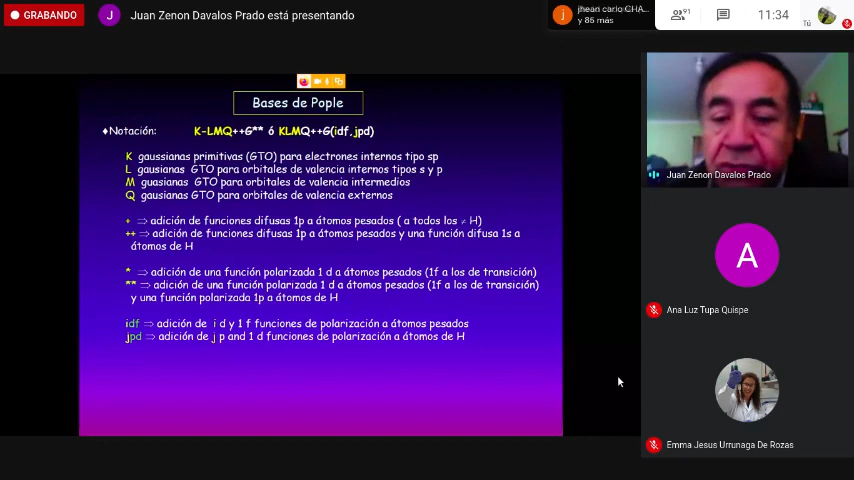 GRABANDO
J
Juan Zenon Davalos Prado está presentando
j
jhean carlo CHA...
y 86 más
91
11:34
Tú
Bases de Pople
♦Notación: K-LMQ++G** ó KLMQ++G(idf,jpd)
K gaussianas primitivas (GTO) para electrones internos tipo sp
L gausianas GTO para orbitales de valencia internos tipos s y p
M guasianas GTO para orbitales de valencia intermedios
Q gausianas GTO para orbitales de valencia externos
+ ⇒ adición de funciones difusas 1p a átomos pesados ( a todos los ≠ H)
++ ⇒ adición de funciones difusas 1p a átomos pesados y una función difusa 1s a
átomos de H
* ⇒ adición de una función polarizada 1 d a átomos pesados (1f a los de transición)
** ⇒ adición de una función polarizada 1 d a átomos pesados (1f a los de transición)
y una función polarizada 1p a átomos de H
idf ⇒ adición de i d y 1 f funciones de polarización a átomos pesados
jpd ⇒ adición de j p and 1 d funciones de polarización a átomos de H
Juan Zenon Davalos Prado
A
Ana Luz Tupa Quispe
Emma Jesus Urrunaga De Rozas